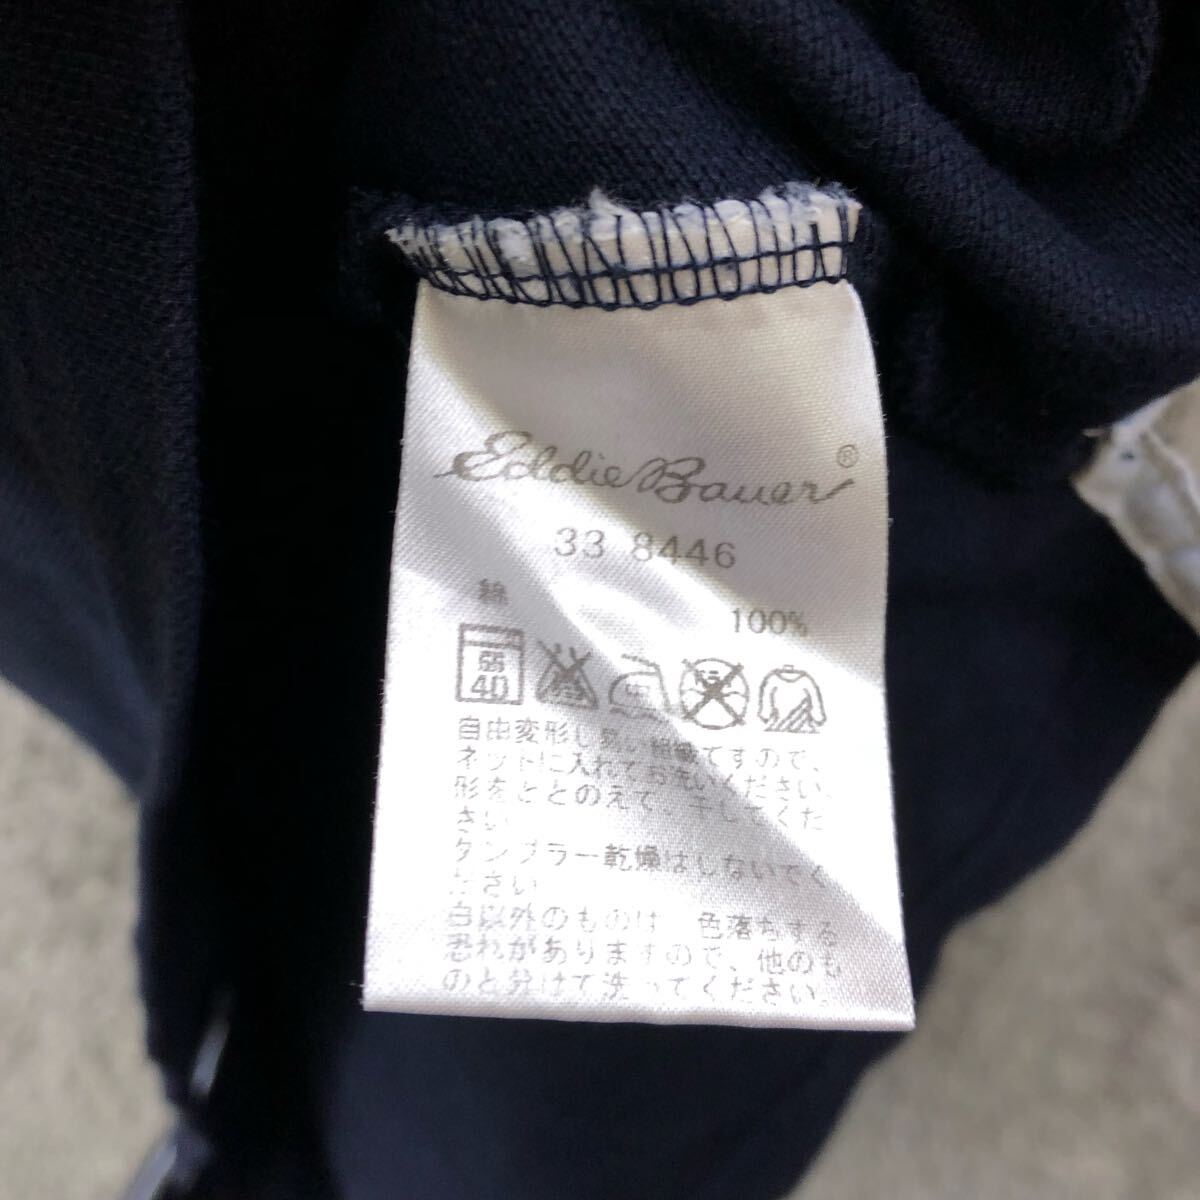 Eddie Bauer®
33 8446
綿 100%
弱 40 中
自由変形し易い組織ですので、
ネットに入れてお洗いください。
形をととのえて、干してくだ
さい
タンブラー乾燥はしないでく
ださい
白以外のものは 色落ちする
恐れがありますので、他のも
のと分けて洗ってください。